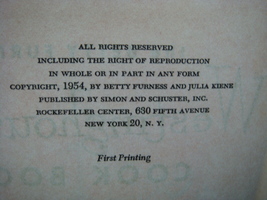 ALL RIGHTS RESERVED
INCLUDING THE RIGHT OF REPRODUCTION
IN WHOLE OR IN PART IN ANY FORM
COPYRIGHT, 1954, BY BETTY FURNESS AND JULIA KIENE
PUBLISHED BY SIMON AND SCHUSTER, INC.
ROCKEFELLER CENTER, 630 FIFTH AVENUE
NEW YORK 20, N. Y.
First Printing